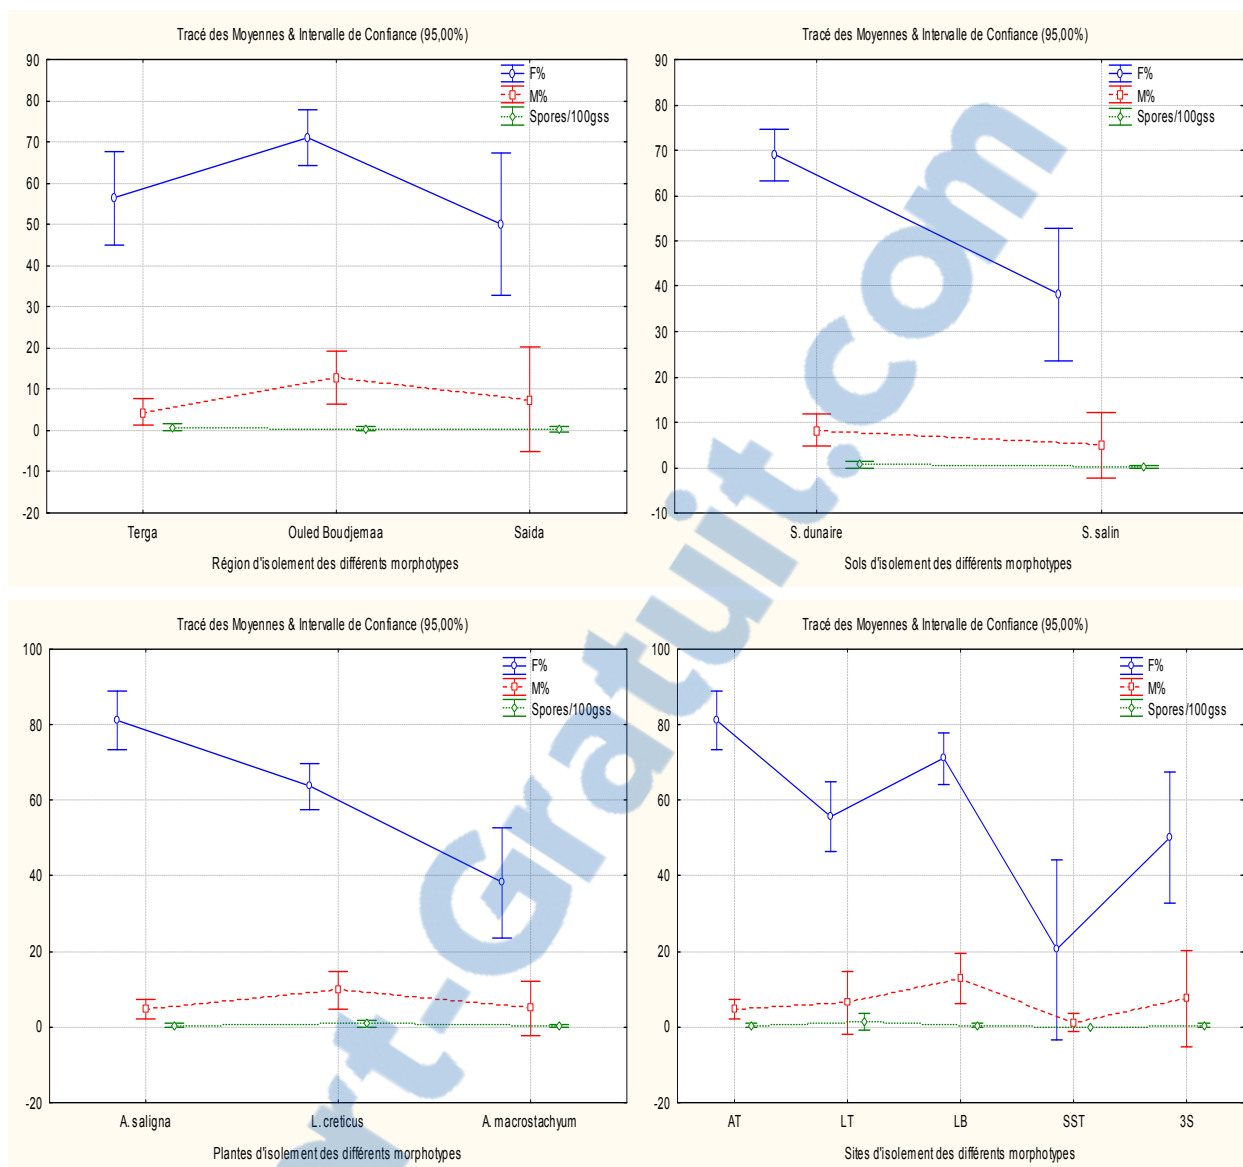 Tracé des Moyennes & Intervalle de Confiance (95,00%)
90
80
70
60
50
40
30
20
10
0
-10
-20
F%
M%
Spores/100gss
Terga
Ouled Boudjemaa
Saida
Région d'isolement des différents morphotypes
Tracé des Moyennes & Intervalle de Confiance (95,00%)
90
80
70
60
50
40
30
20
10
0
-10
F%
M%
Spores/100gss
S. dunaire
S. salin
Sols d'isolement des différents morphotypes
Tracé des Moyennes & Intervalle de Confiance (95,00%)
100
80
60
40
20
0
-20
F%
M%
Spores/100gss
A. saligna
L. creticus
A. macrostachyum
Plantes d'isolement des différents morphotypes
Tracé des Moyennes & Intervalle de Confiance (95,00%)
100
80
60
40
20
0
-20
F%
M%
Spores/100gss
AT
LT
LB
SST
3S
Sites d'isolement des différents morphotypes
rt-Gratuit.com